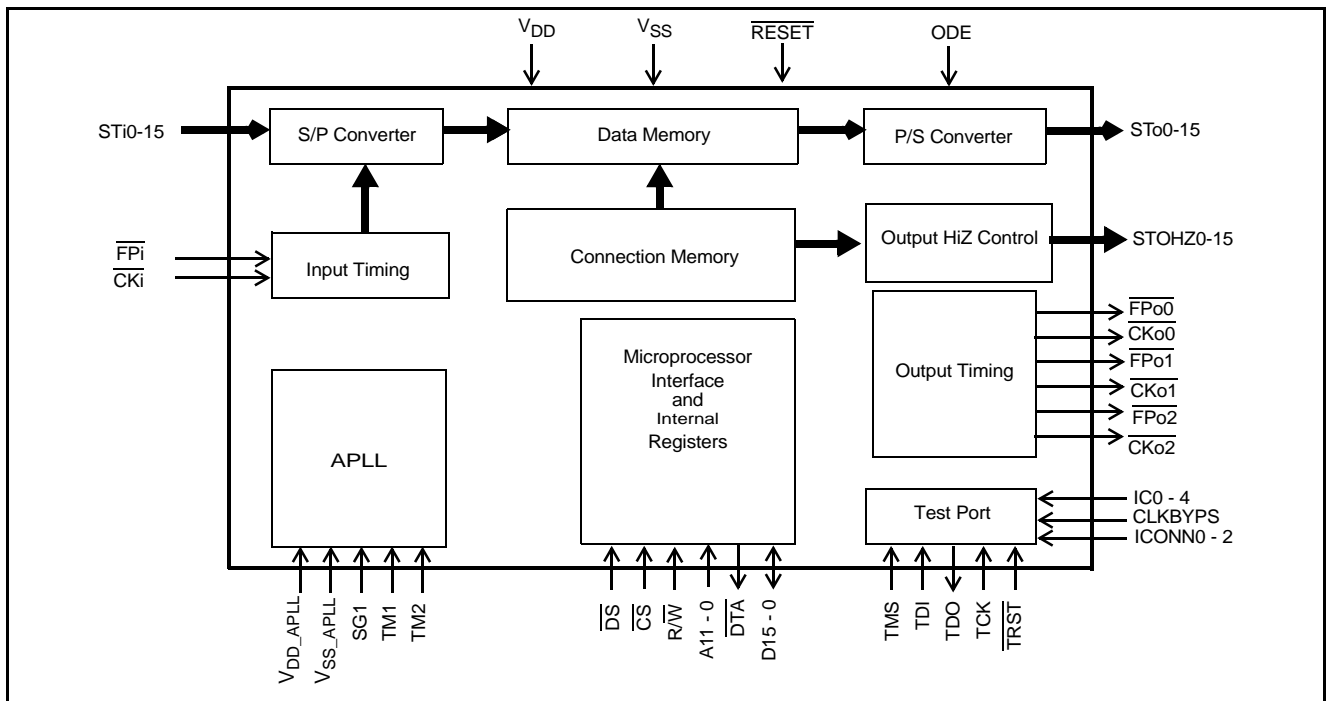 VDD
VSS
RESET
ODE
STi0-15
S/P Converter
Data Memory
P/S Converter
STo0-15
FPi
CKi
Input Timing
Connection Memory
Output HiZ Control
STOHZ0-15
Microprocessor
Interface
and
Internal
Registers
Output Timing
FPo0
CKo0
FPo1
CKo1
FPo2
CKo2
APLL
Test Port
IC0 - 4
CLKBYPS
ICONN0 - 2
VDD_APLL
VSS_APLL
SG1
TM1
TM2
DS
CS
R/W
A11 - 0
DTA
D15 - 0
TMS
TDI
TDO
TCK
TRST